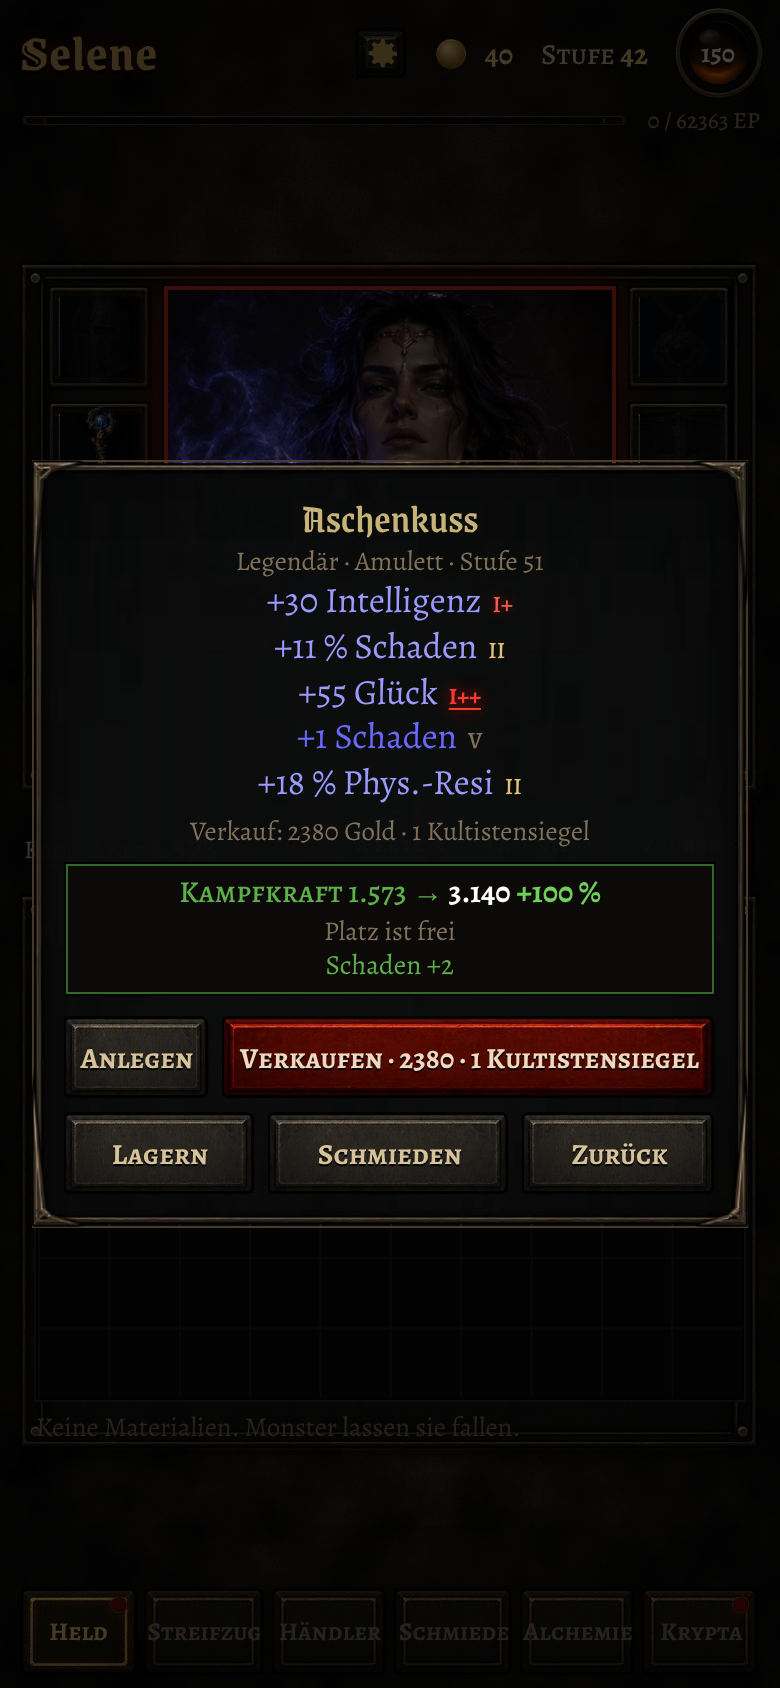 Selene
40 STUFE 42 150
0 / 62363 EP
Aschenkuss
Legendär · Amulett · Stufe 51
+30 Intelligenz I+
+11 % Schaden II
+55 Glück I++
+1 Schaden V
+18 % Phys.-Resi II
Verkauf: 2380 Gold · 1 Kultistensiegel
KAMPFKRAFT 1.573 → 3.140 +100 %
Platz ist frei
Schaden +2
ANLEGEN
VERKAUFEN · 2380 · 1 KULTISTENSIEGEL
LAGERN
SCHMIEDEN
ZURÜCK
Keine Materialien. Monster lassen sie fallen.
HELD
STREIFZUG
HÄNDLER
SCHMIEDE
ALCHEMIE
KRYPTA